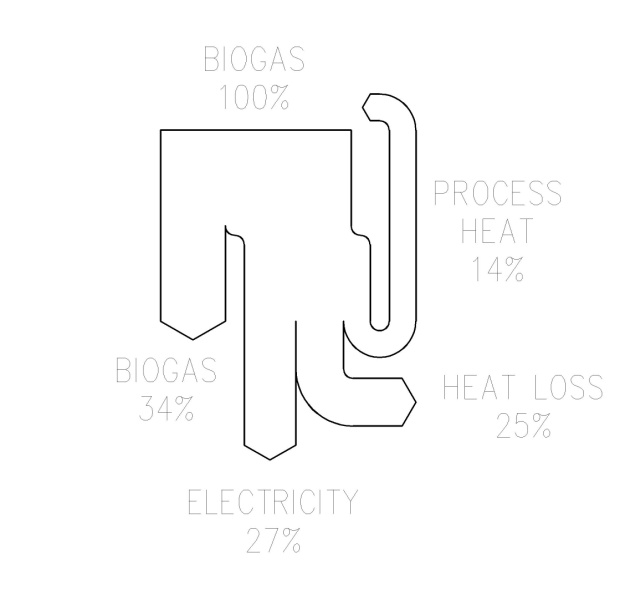 BIOGAS
100%
PROCESS
HEAT
14%
BIOGAS
34%
HEAT LOSS
25%
ELECTRICITY
27%